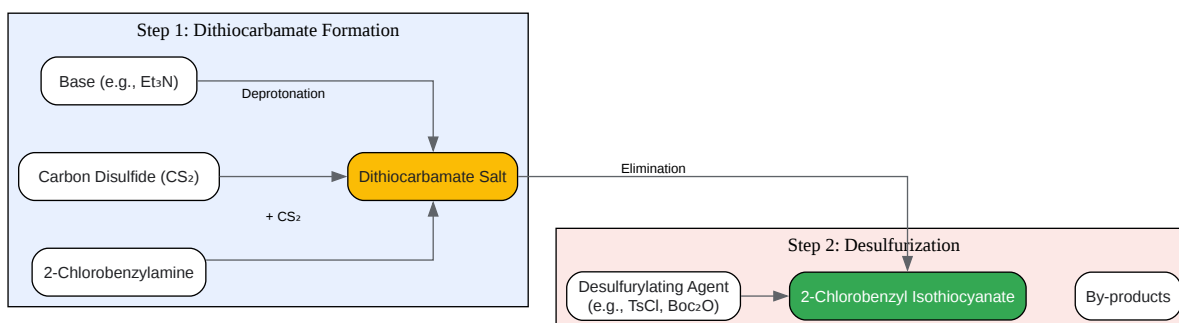 Step 1: Dithiocarbamate Formation
Base (e.g., Et₃N)
Deprotonation
Carbon Disulfide (CS₂)
Dithiocarbamate Salt
Elimination
+ CS₂
2-Chlorobenzylamine
Step 2: Desulfurization
Desulfurylating Agent
(e.g., TsCl, Boc₂O)
2-Chlorobenzyl Isothiocyanate
By-products